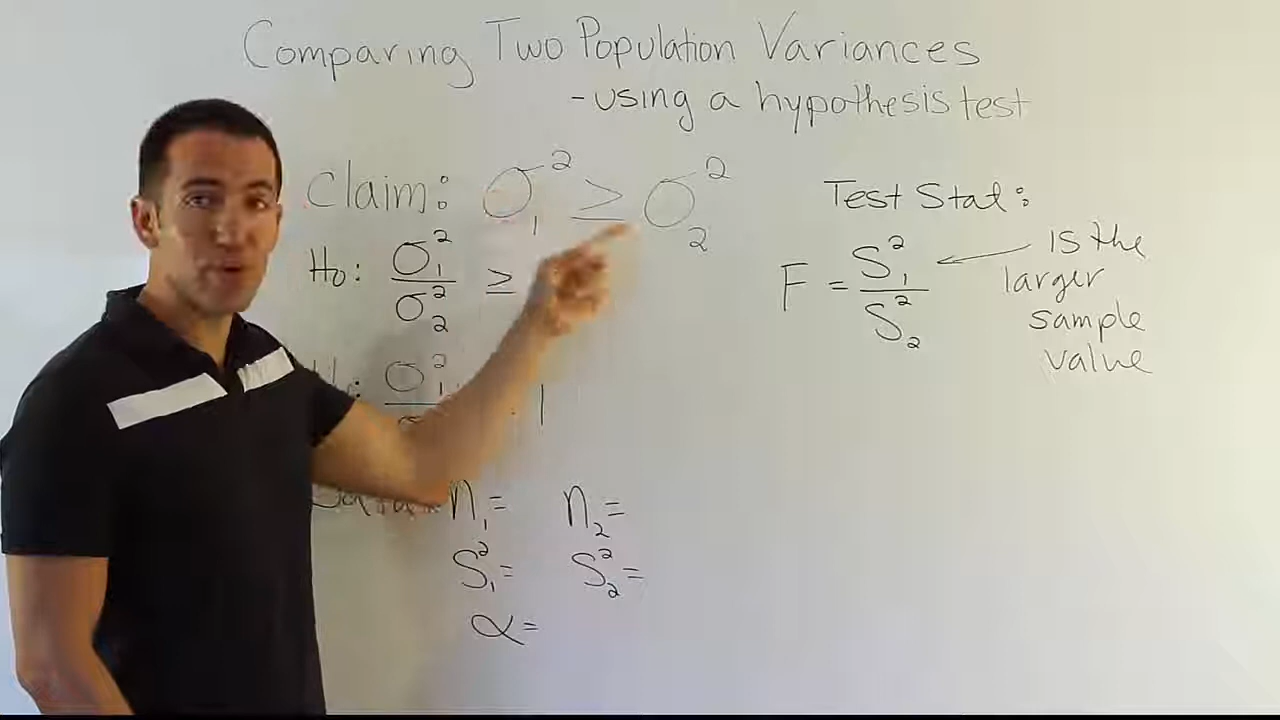 Comparing Two Population Variances
- using a hypothesis test
Claim: σ₁² ≥ σ₂²
H₀: σ₁²/σ₂² ≥
σ₁² 1
n₁= n₂=
S₁²= S₂²=
α=
Test Stat:
F = S₁²/S₂² ← is the
larger
sample
value